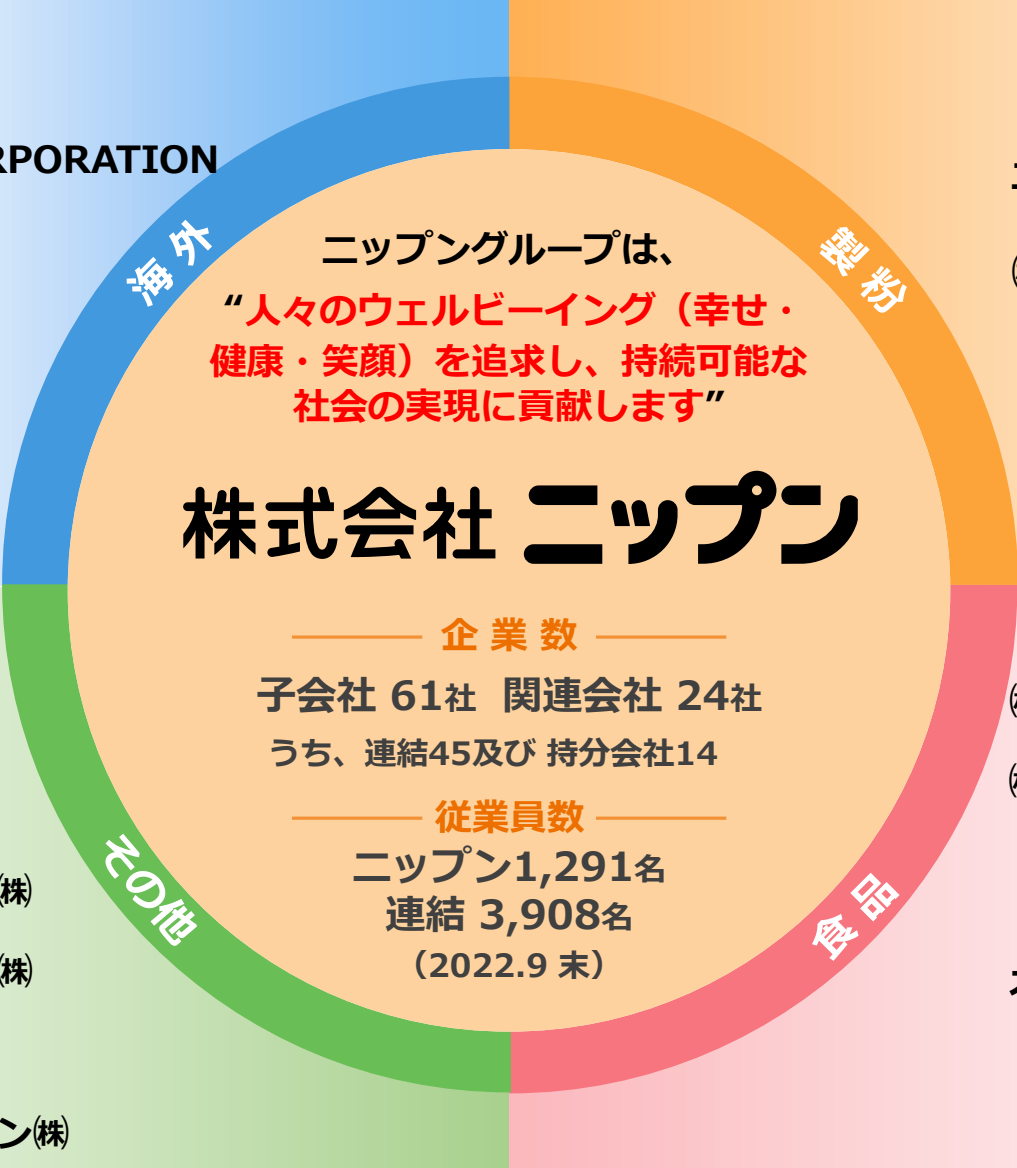 RPORATION
海外
製粉
ニップングループは、
“人々のウェルビーイング（幸せ・
健康・笑顔）を追求し、持続可能な
社会の実現に貢献します”
株式会社 ニップン
企業数
子会社 61社 関連会社 24社
うち、連結45及び 持分会社14
従業員数
ニップン1,291名
連結 3,908名
（2022.9 末）
その他
食品
㈱
㈱
ン㈱